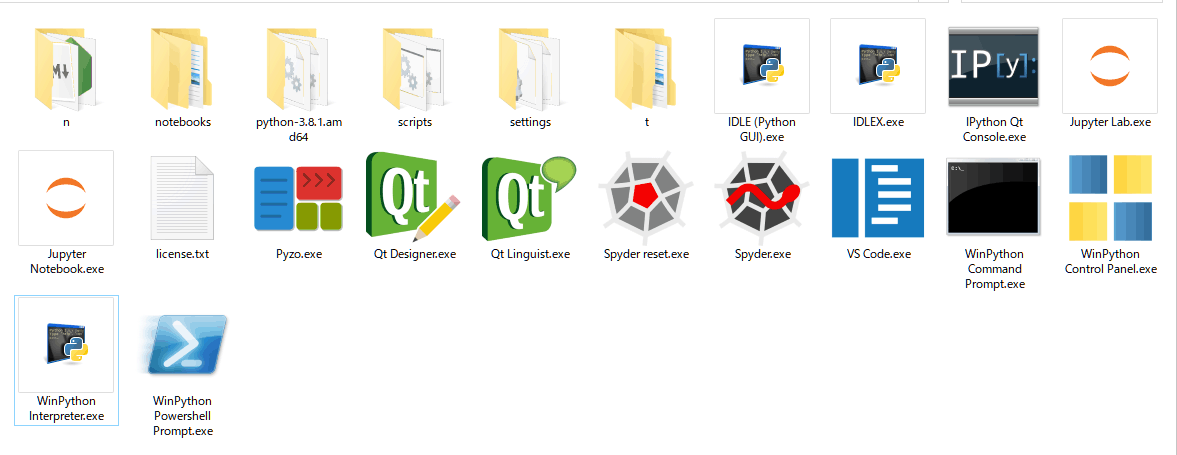 n
notebooks
python-3.8.1.am
d64
scripts
settings
t
IDLE (Python
GUI).exe
IDLEX.exe
IP[y]:
IPython Qt
Console.exe
Jupyter Lab.exe
M↓
Jupyter
Notebook.exe
license.txt
Pyzo.exe
Qt
Qt Designer.exe
Qt
Qt Linguist.exe
Spyder reset.exe
Spyder.exe
VS Code.exe
WinPython
Command
Prompt.exe
WinPython
Control Panel.exe
WinPython
Interpreter.exe
WinPython
Powershell
Prompt.exe